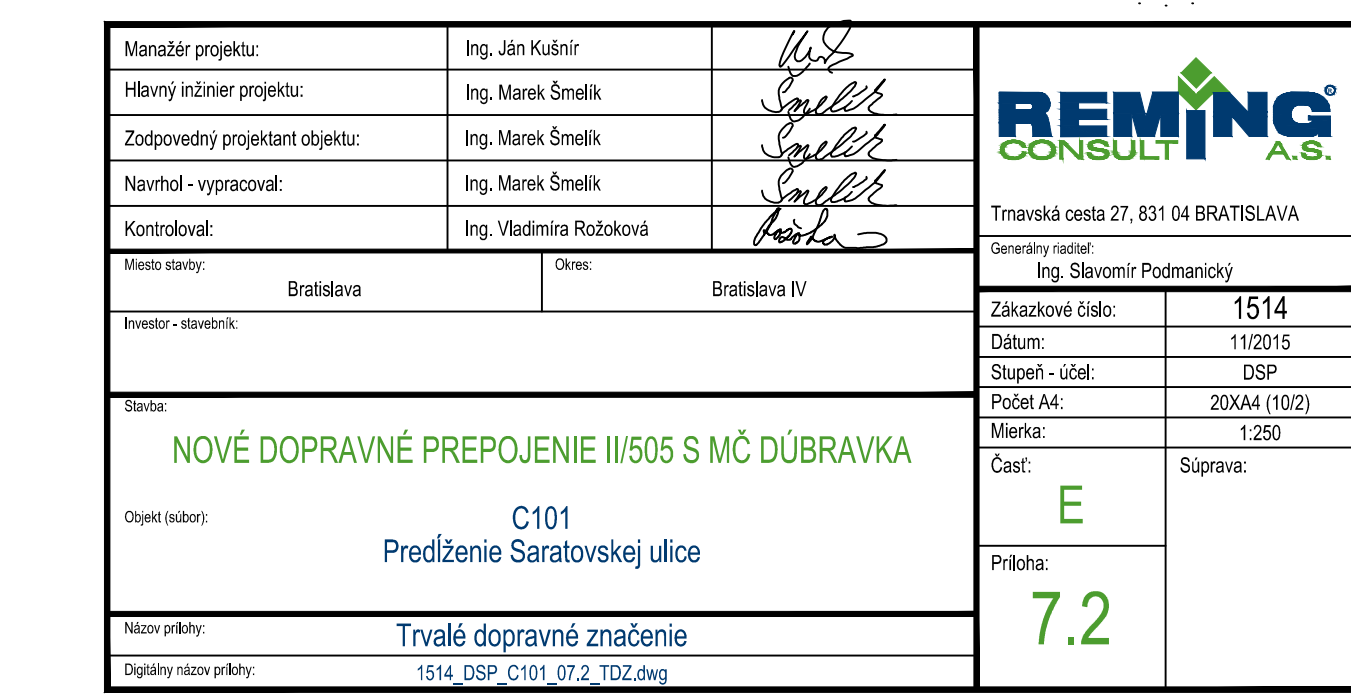 Manažér projektu: Ing. Ján Kušnír
Hlavný inžinier projektu: Ing. Marek Šmelík Smelík
Zodpovedný projektant objektu: Ing. Marek Šmelík Smelík
Navrhol - vypracoval: Ing. Marek Šmelík Smelík
Kontroloval: Ing. Vladimíra Rožoková
REMING®
CONSULT A.S.
Trnavská cesta 27, 831 04 BRATISLAVA
Generálny riaditeľ:
Ing. Slavomír Podmanický
Miesto stavby: Okres:
Bratislava Bratislava IV
Investor - stavebník:
Zákazkové číslo: 1514
Dátum: 11/2015
Stupeň - účel: DSP
Počet A4: 20XA4 (10/2)
Mierka: 1:250
Stavba:
NOVÉ DOPRAVNÉ PREPOJENIE II/505 S MČ DÚBRAVKA
Objekt (súbor): C101
Predĺženie Saratovskej ulice
Časť: Súprava:
E
Príloha:
7.2
Názov prílohy: Trvalé dopravné značenie
Digitálny názov prílohy: 1514_DSP_C101_07.2_TDZ.dwg